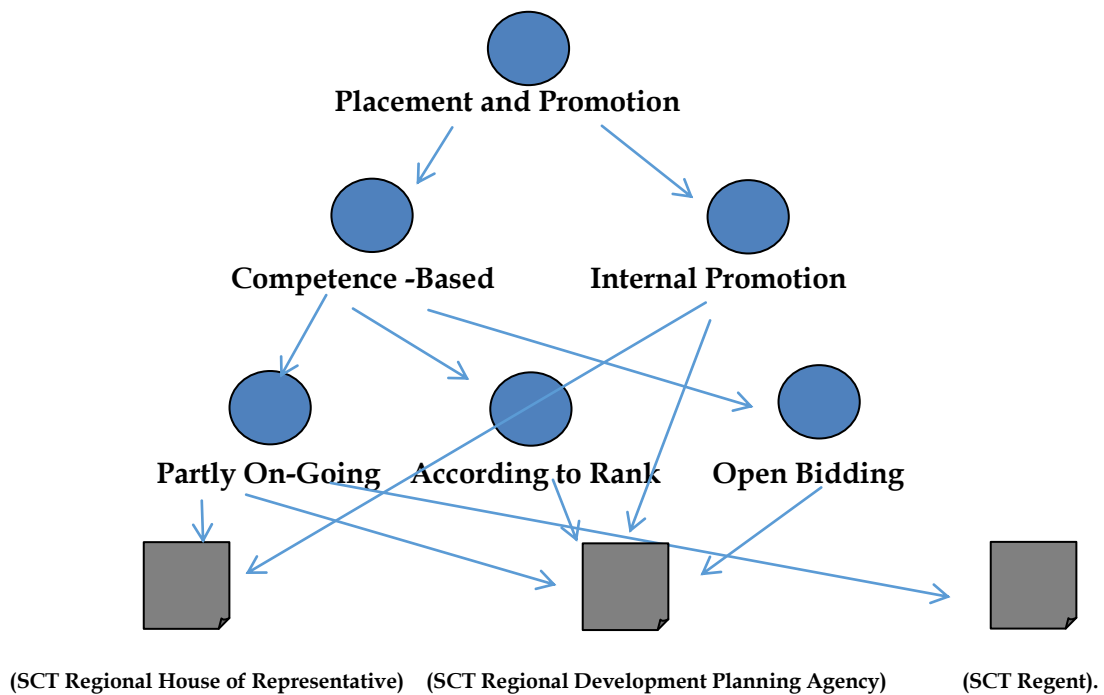 Placement and Promotion
Competence -Based
Internal Promotion
Partly On-Going
According to Rank
Open Bidding
(SCT Regional House of Representative)
(SCT Regional Development Planning Agency)
(SCT Regent).